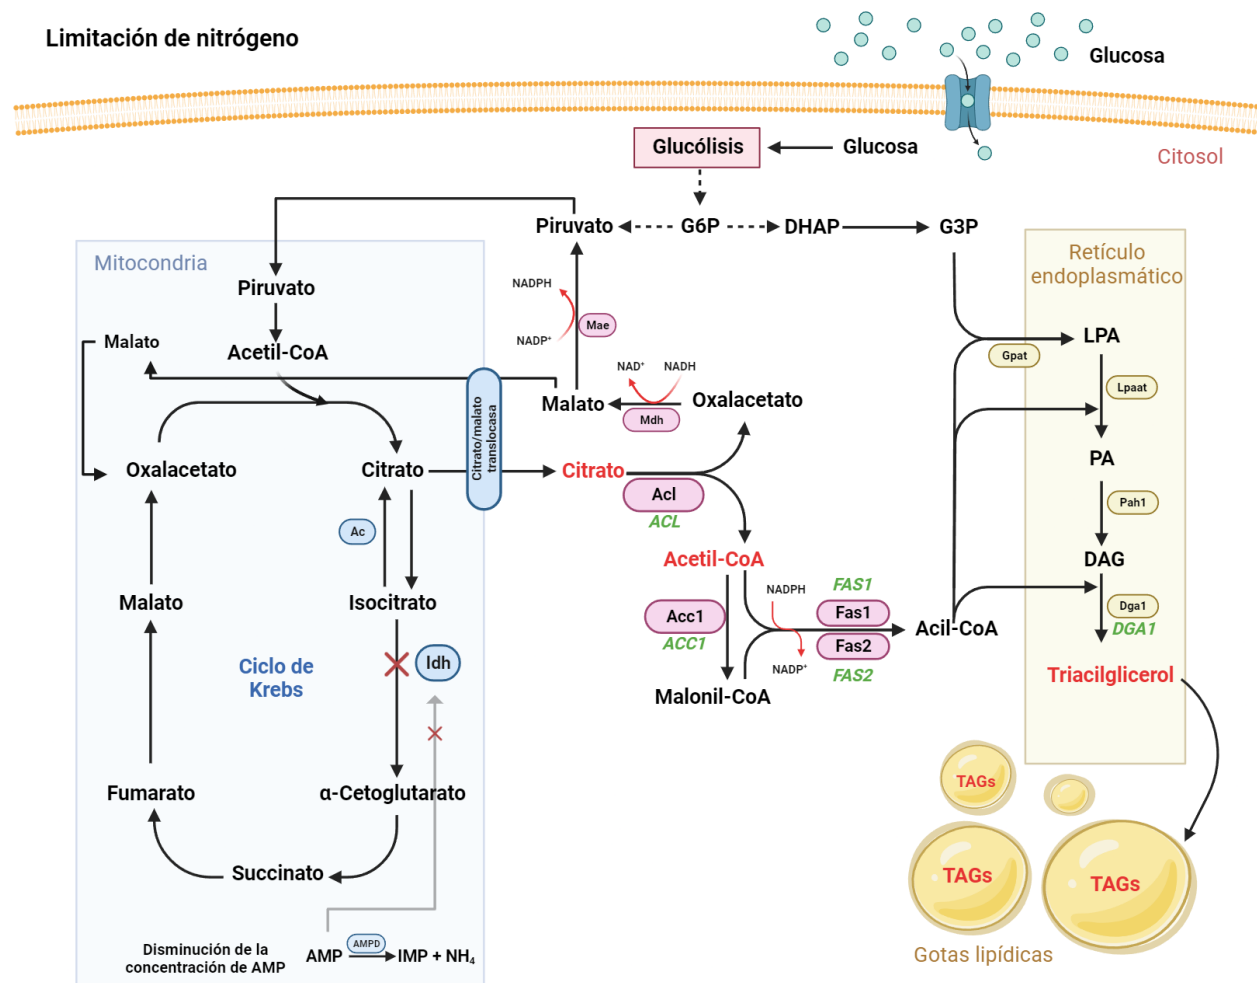 Limitación de nitrógeno
Glucosa
Citosol
Glucólisis
Glucosa
Piruvato
G6P
DHAP
G3P
Mitocondria
Retículo
endoplasmático
Piruvato
NADPH
Mae
NADP⁺
Malato
Acetil-CoA
NAD⁺
NADH
LPA
Gpat
Lpaat
Malato
Mdh
Oxalacetato
Citrato/malato
translocasa
Oxalacetato
Citrato
Citrato
Acl
ACL
PA
Pah1
Ac
Acetil-CoA
DAG
Malato
Isocitrato
Acc1
ACC1
NADPH
NADP⁺
FAS1
Fas1
Fas2
FAS2
Acil-CoA
Dga1
DGA1
Ciclo de
Krebs
Idh
Malonil-CoA
Triacilglicerol
Fumarato
α-Cetoglutarato
TAGs
Succinato
TAGs
TAGs
Disminución de la
concentración de AMP
AMP
AMPD
IMP + NH₄
Gotas lipídicas